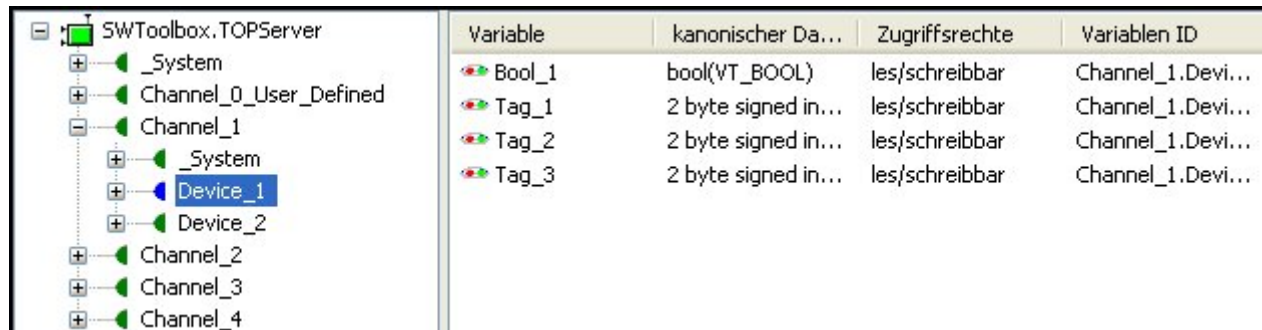 SWToolbox.TOPServer
_System
Channel_0_User_Defined
Channel_1
_System
Device_1
Device_2
Channel_2
Channel_3
Channel_4
Variable kanonischer Da... Zugriffsrechte Variablen ID
Bool_1 bool(VT_BOOL) les/schreibbar Channel_1.Devi...
Tag_1 2 byte signed in... les/schreibbar Channel_1.Devi...
Tag_2 2 byte signed in... les/schreibbar Channel_1.Devi...
Tag_3 2 byte signed in... les/schreibbar Channel_1.Devi...